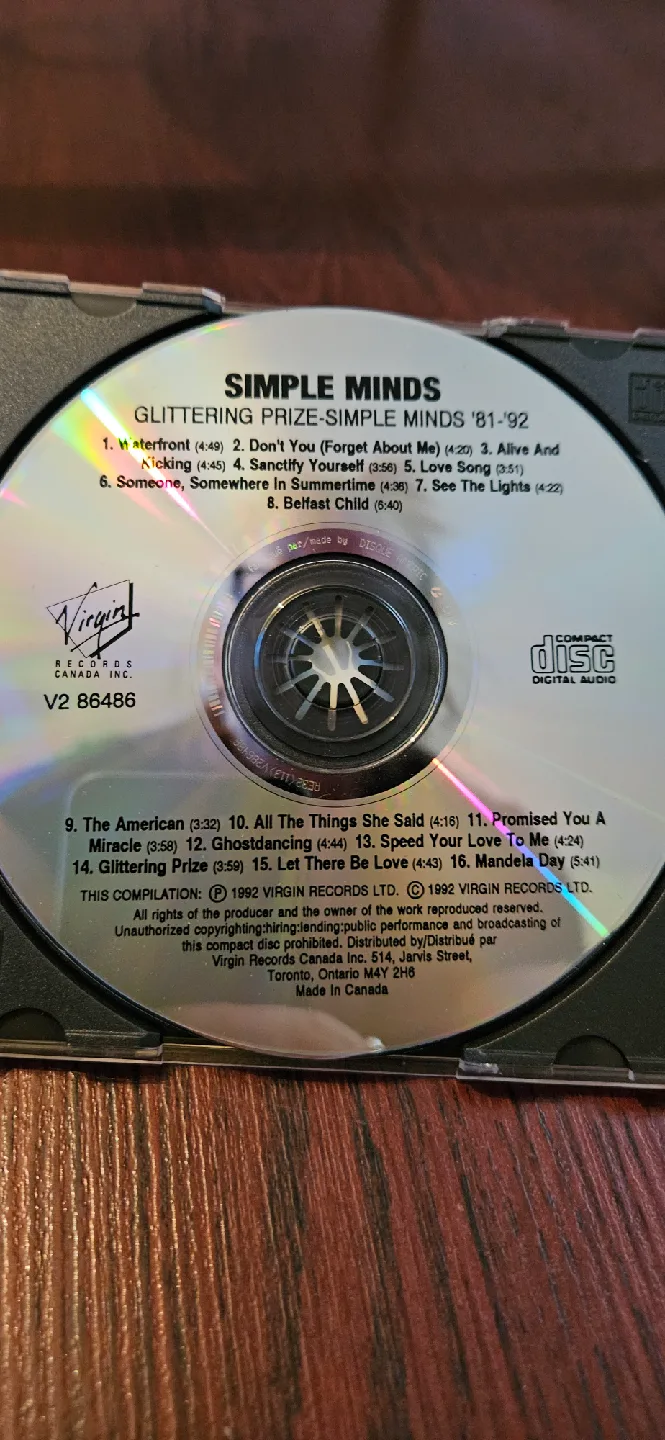 SIMPLE MINDS
GLITTERING PRIZE-SIMPLE MINDS '81-'92
1. Waterfront (4:49) 2. Don't You (Forget About Me) (4:20) 3. Alive And
Kicking (4:45) 4. Sanctify Yourself (3:56) 5. Love Song (3:51)
6. Someone, Somewhere In Summertime (4:36) 7. See The Lights (4:22)
8. Belfast Child (6:40)
par/made by DISQUE
Virgin
RECORDS
CANADA INC.
V2 86486
COMPACT
disc
DIGITAL AUDIO
9. The American (3:32) 10. All The Things She Said (4:16) 11. Promised You A
Miracle (3:58) 12. Ghostdancing (4:44) 13. Speed Your Love To Me (4:24)
14. Glittering Prize (3:59) 15. Let There Be Love (4:43) 16. Mandela Day (5:41)
THIS COMPILATION: Ⓟ 1992 VIRGIN RECORDS LTD. © 1992 VIRGIN RECORDS LTD.
All rights of the producer and the owner of the work reproduced reserved.
Unauthorized copyrighting:hiring:lending:public performance and broadcasting of
this compact disc prohibited. Distributed by/Distribué par
Virgin Records Canada Inc. 514, Jarvis Street,
Toronto, Ontario M4Y 2H6
Made In Canada